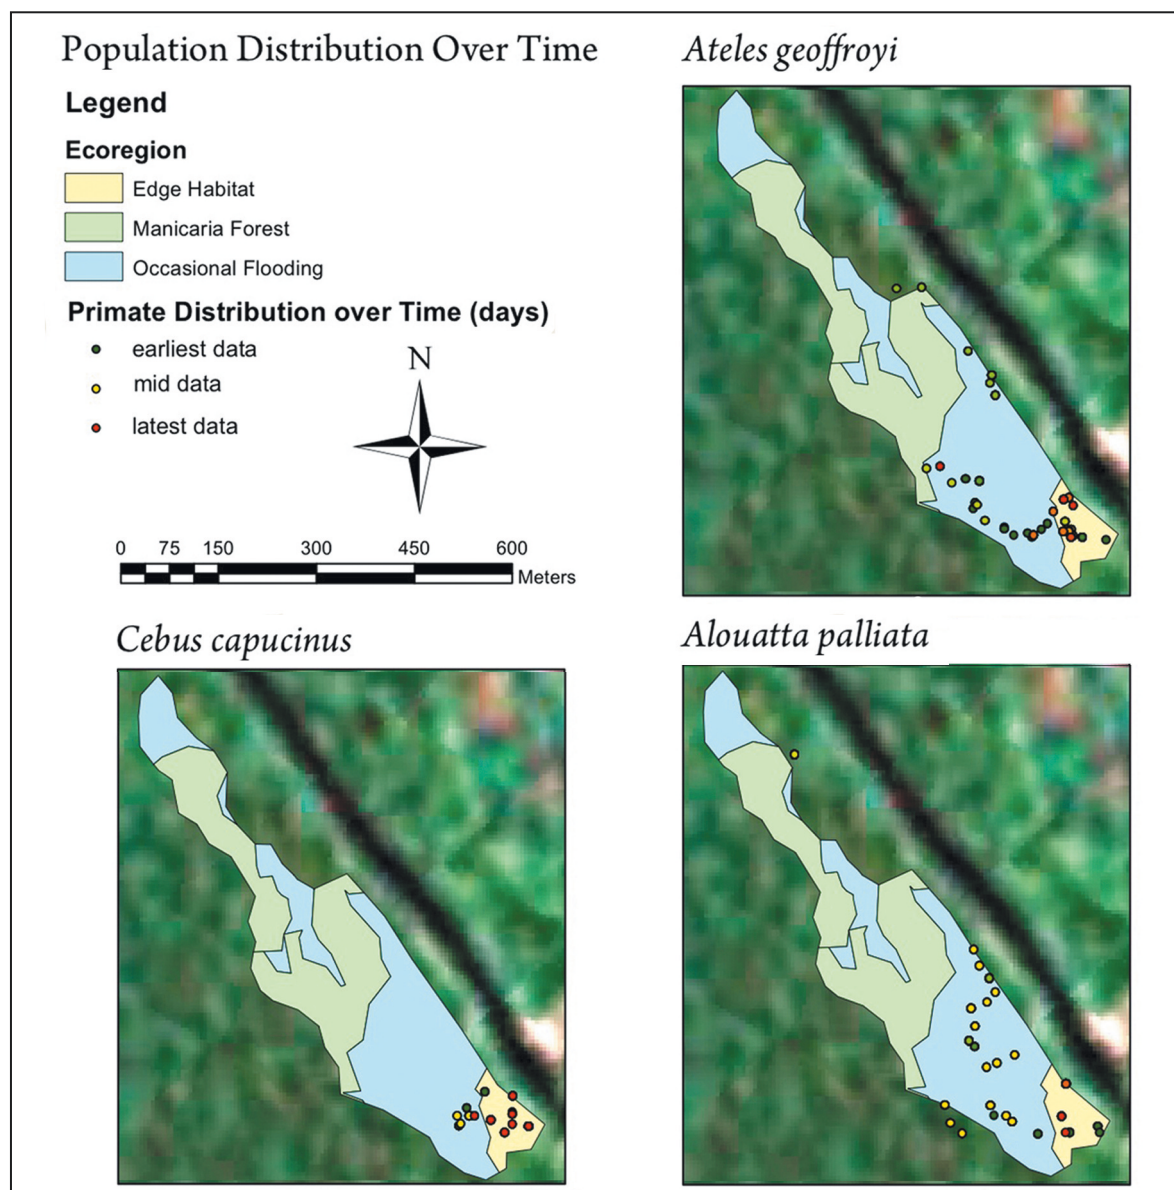 Population Distribution Over Time
Legend
Ecoregion
Edge Habitat
Manicaria Forest
Occasional Flooding
Primate Distribution over Time (days)
earliest data
mid data
latest data
N
0 75 150 300 450 600
Meters
Ateles geoffroyi
Cebus capucinus
Alouatta palliata